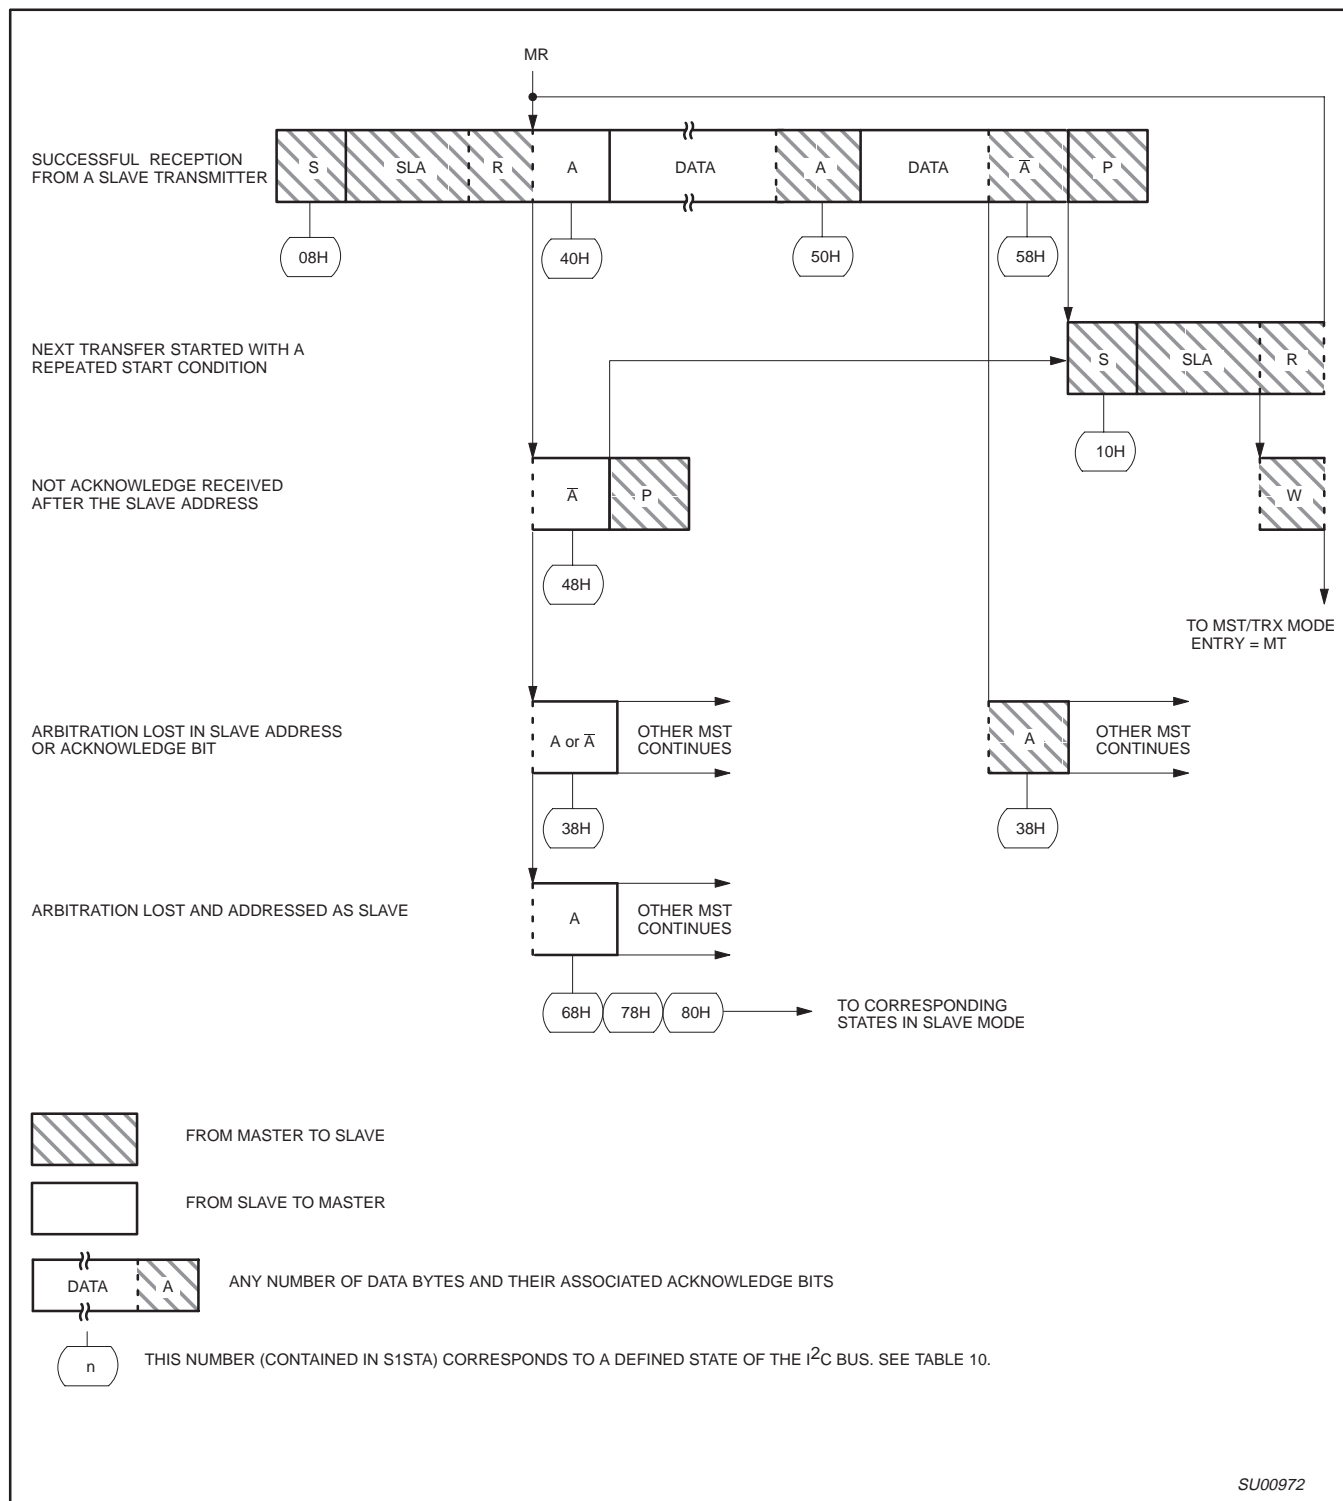 MR
SUCCESSFUL RECEPTION
FROM A SLAVE TRANSMITTER
S SLA R A DATA A DATA A̅ P
08H 40H 50H 58H
NEXT TRANSFER STARTED WITH A
REPEATED START CONDITION
S SLA R
10H
NOT ACKNOWLEDGE RECEIVED
AFTER THE SLAVE ADDRESS
A̅ P
W
48H
TO MST/TRX MODE
ENTRY = MT
ARBITRATION LOST IN SLAVE ADDRESS
OR ACKNOWLEDGE BIT
A or A̅
OTHER MST
CONTINUES
A
OTHER MST
CONTINUES
38H 38H
ARBITRATION LOST AND ADDRESSED AS SLAVE
A
OTHER MST
CONTINUES
68H 78H 80H
TO CORRESPONDING
STATES IN SLAVE MODE
FROM MASTER TO SLAVE
FROM SLAVE TO MASTER
DATA A
ANY NUMBER OF DATA BYTES AND THEIR ASSOCIATED ACKNOWLEDGE BITS
n
THIS NUMBER (CONTAINED IN S1STA) CORRESPONDS TO A DEFINED STATE OF THE I²C BUS. SEE TABLE 10.
SU00972